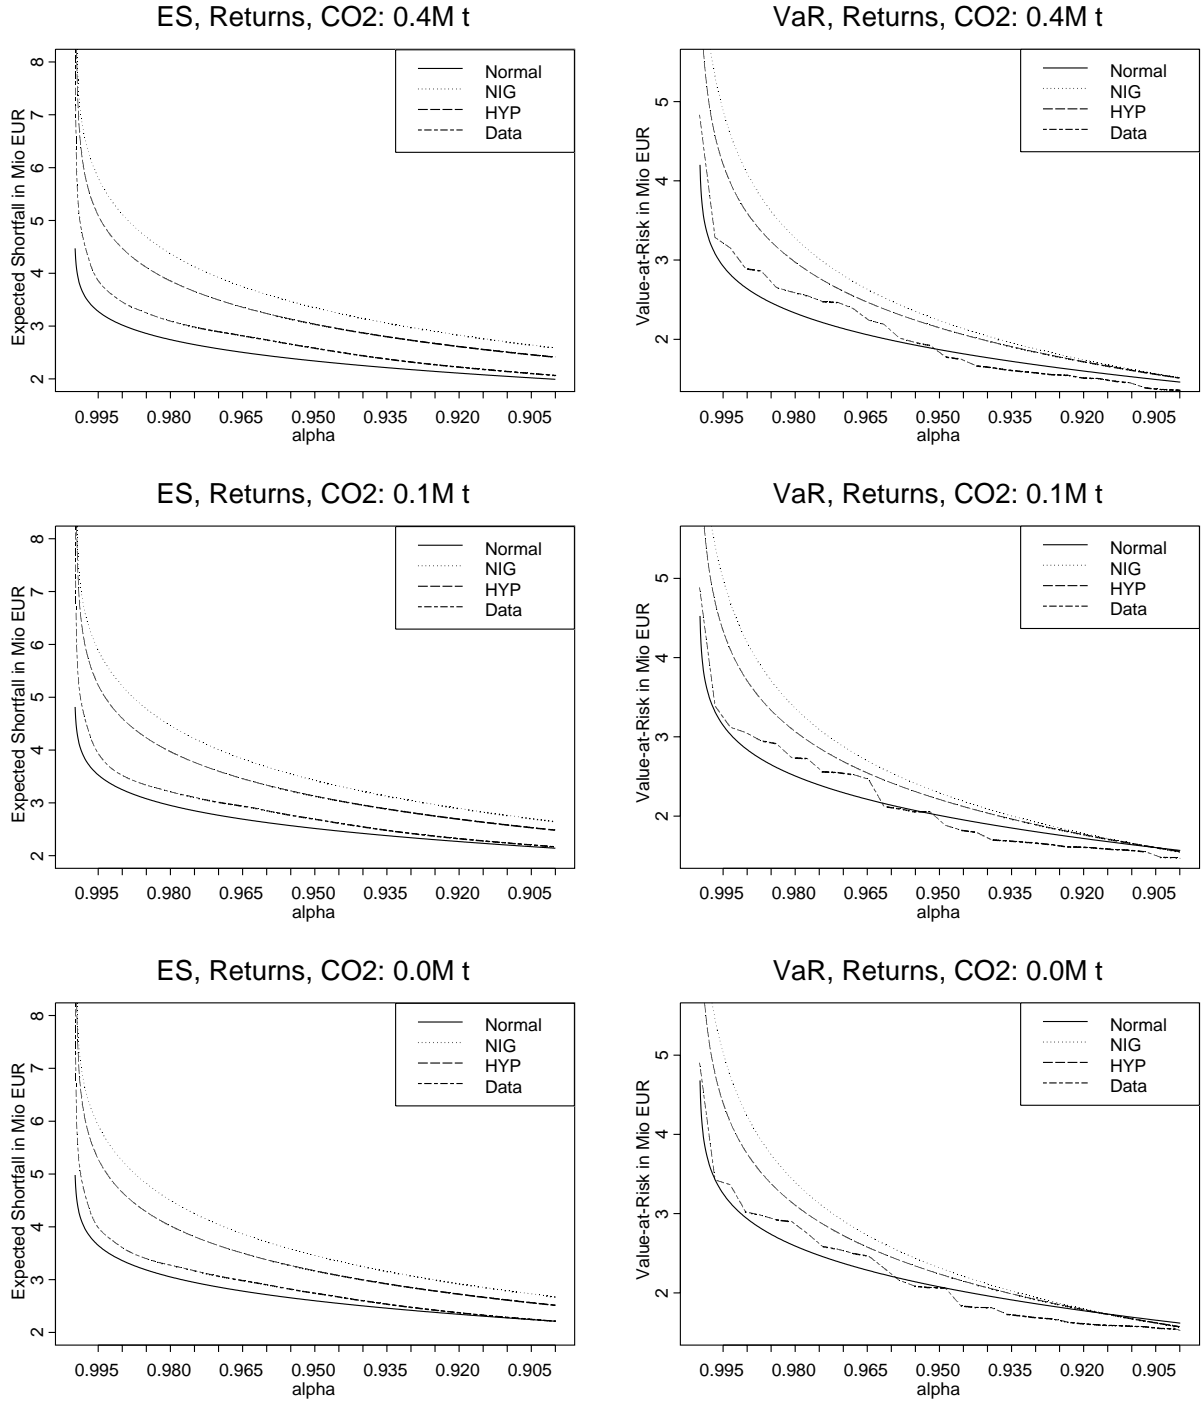 ES, Returns, CO2: 0.4M t
Expected Shortfall in Mio EUR
8
7
6
5
4
3
2
Normal
NIG
HYP
Data
0.995 0.980 0.965 0.950 0.935 0.920 0.905
alpha
VaR, Returns, CO2: 0.4M t
Value-at-Risk in Mio EUR
5
4
3
2
Normal
NIG
HYP
Data
0.995 0.980 0.965 0.950 0.935 0.920 0.905
alpha
ES, Returns, CO2: 0.1M t
Expected Shortfall in Mio EUR
8
7
6
5
4
3
2
Normal
NIG
HYP
Data
0.995 0.980 0.965 0.950 0.935 0.920 0.905
alpha
VaR, Returns, CO2: 0.1M t
Value-at-Risk in Mio EUR
5
4
3
2
Normal
NIG
HYP
Data
0.995 0.980 0.965 0.950 0.935 0.920 0.905
alpha
ES, Returns, CO2: 0.0M t
Expected Shortfall in Mio EUR
8
7
6
5
4
3
2
Normal
NIG
HYP
Data
0.995 0.980 0.965 0.950 0.935 0.920 0.905
alpha
VaR, Returns, CO2: 0.0M t
Value-at-Risk in Mio EUR
5
4
3
2
Normal
NIG
HYP
Data
0.995 0.980 0.965 0.950 0.935 0.920 0.905
alpha